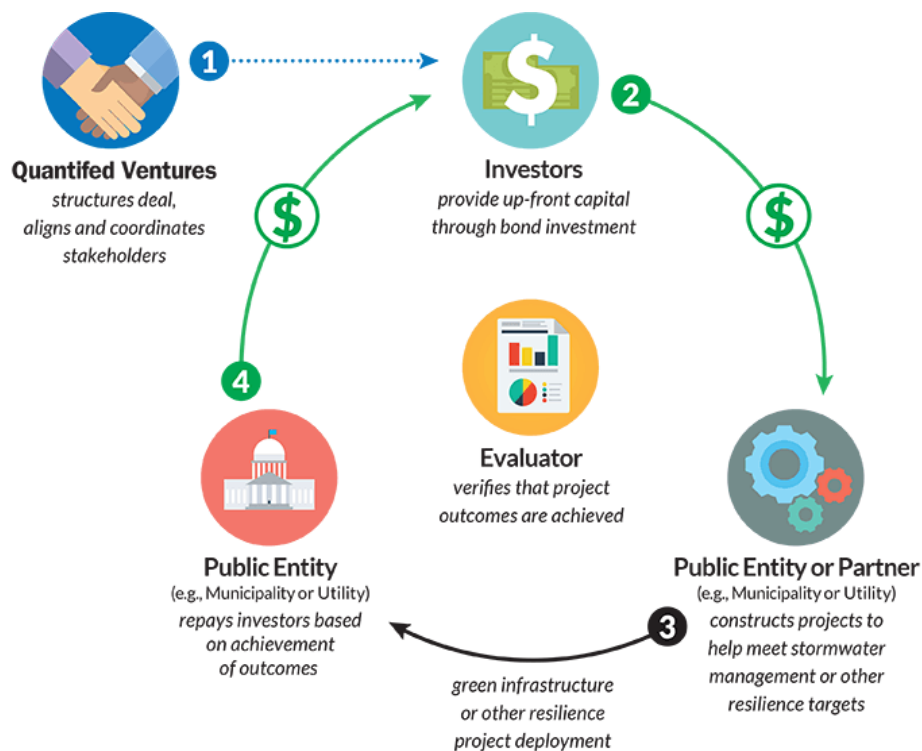 1
Quantifed Ventures
structures deal,
aligns and coordinates
stakeholders
$
Investors
provide up-front capital
through bond investment
2
$
$
Evaluator
verifies that project
outcomes are achieved
Public Entity or Partner
(e.g., Municipality or Utility)
constructs projects to
help meet stormwater
management or other
resilience targets
3
green infrastructure
or other resilience
project deployment
4
Public Entity
(e.g., Municipality or Utility)
repays investors based
on achievement
of outcomes